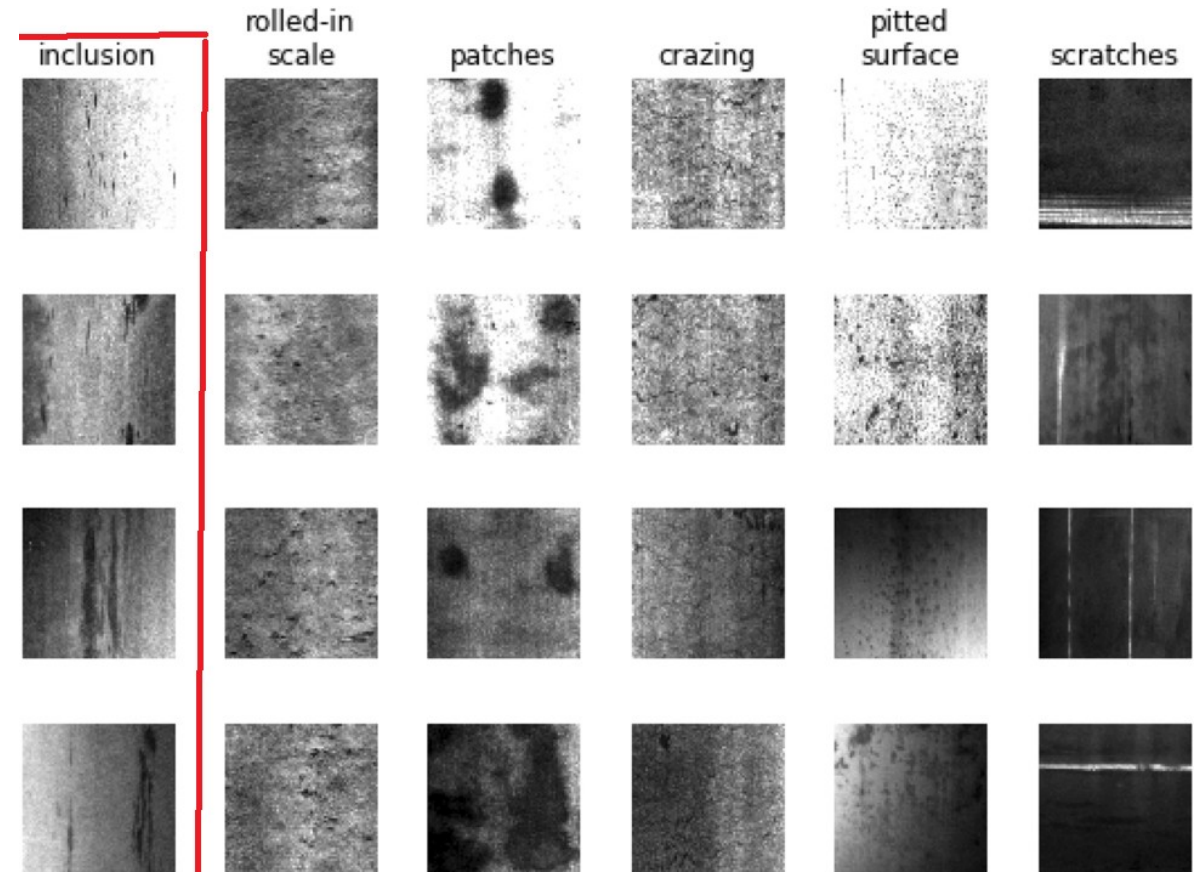 inclusion
rolled-in
scale
patches
crazing
pitted
surface
scratches